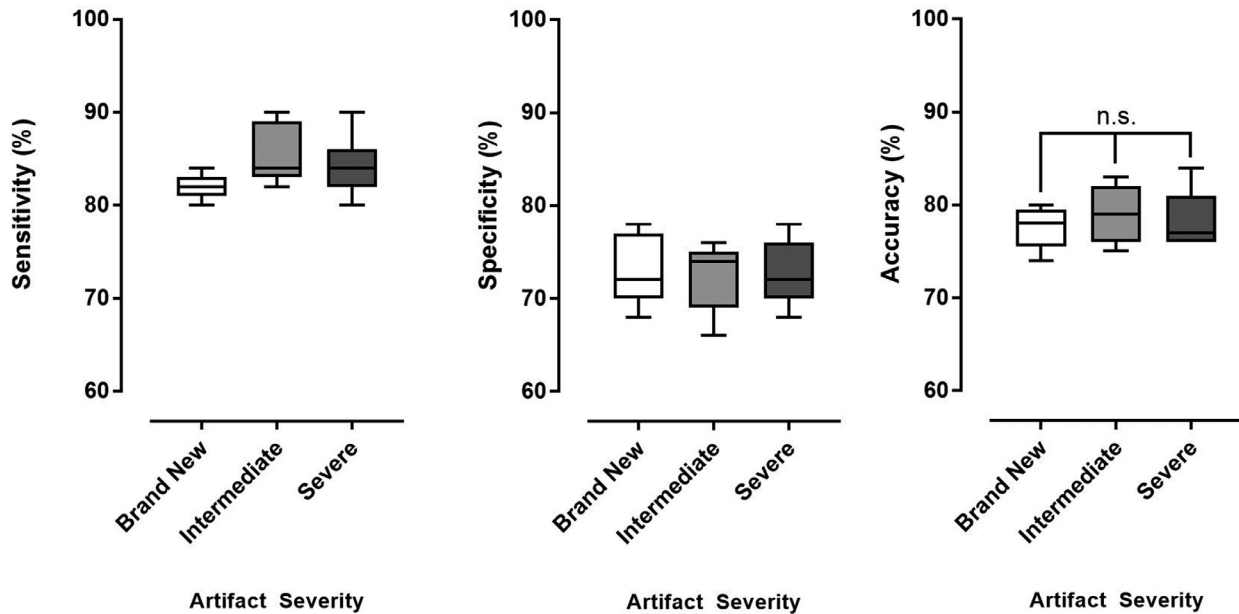 100
90
80
70
60
Sensitivity (%)
Brand New
Intermediate
Severe
Artifact Severity
100
90
80
70
60
Specificity (%)
Brand New
Intermediate
Severe
Artifact Severity
100
90
80
70
60
Accuracy (%)
n.s.
Brand New
Intermediate
Severe
Artifact Severity